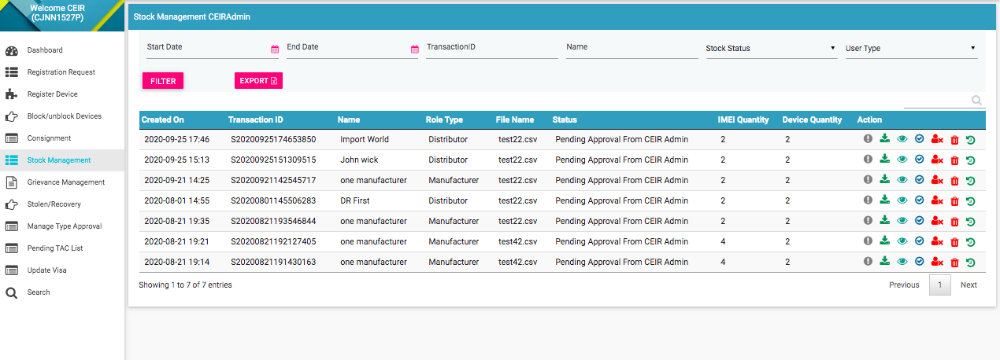 Welcome CEIR
(CJNN1527P)
Dashboard
Registration Request
Register Device
Block/unblock Devices
Consignment
Stock Management
Grievance Management
Stolen/Recovery
Manage Type Approval
Pending TAC List
Update Visa
Search
Stock Management CEIRAdmin
Start Date End Date TransactionID Name Stock Status User Type
FILTER EXPORT
Created On Transaction ID Name Role Type File Name Status IMEI Quantity Device Quantity Action
2020-09-25 17:46 S20200925174653850 Import World Distributor test22.csv Pending Approval From CEIR Admin 2 2
2020-09-25 15:13 S20200925151309515 John wick Distributor test22.csv Pending Approval From CEIR Admin 2 2
2020-09-21 14:25 S20200921142545717 one manufacturer Manufacturer test22.csv Pending Approval From CEIR Admin 2 2
2020-08-01 14:55 S20200801145506283 DR First Distributor test22.csv Pending Approval From CEIR Admin 2 2
2020-08-21 19:35 S20200821193546844 one manufacturer Manufacturer test22.csv Pending Approval From CEIR Admin 2 2
2020-08-21 19:21 S20200821192127405 one manufacturer Manufacturer test42.csv Pending Approval From CEIR Admin 4 2
2020-08-21 19:14 S20200821191430163 one manufacturer Manufacturer test42.csv Pending Approval From CEIR Admin 4 2
Showing 1 to 7 of 7 entries
Previous 1 Next